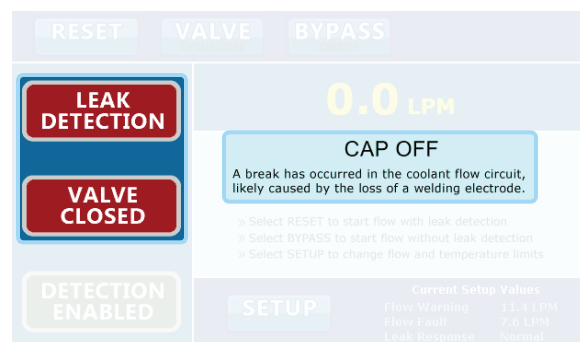 RESET VALVE BYPASS
LEAK
DETECTION
VALVE
CLOSED
DETECTION
ENABLED
0.0 LPM
CAP OFF
A break has occurred in the coolant flow circuit,
likely caused by the loss of a welding electrode.
» Select RESET to start flow with leak detection
» Select BYPASS to start flow without leak detection
» Select SETUP to change flow and temperature limits
SETUP
Current Setup Values
Flow Warning 11.4 LPM
Flow Fault 7.6 LPM
Leak Response Normal